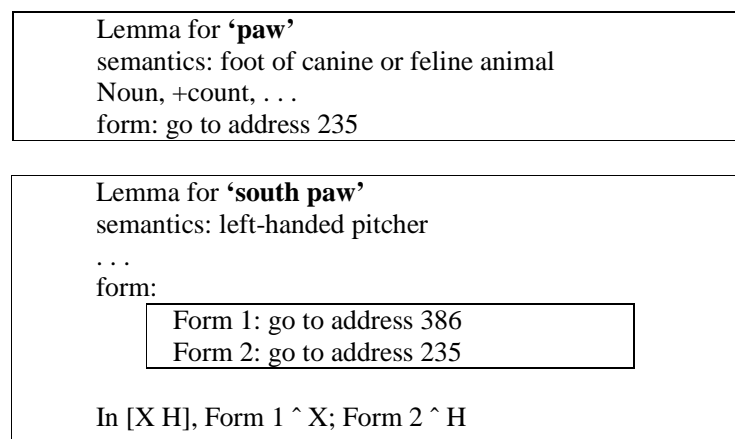 Lemma for ‘paw’
semantics: foot of canine or feline animal
Noun, +count, . . .
form: go to address 235
Lemma for ‘south paw’
semantics: left-handed pitcher
. . .
form:
Form 1: go to address 386
Form 2: go to address 235
In [X H], Form 1 ˆ X; Form 2 ˆ H